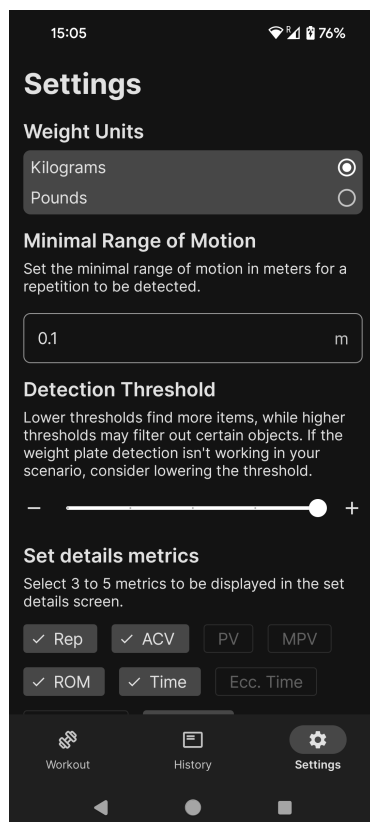 15:05 R 76%
Settings
Weight Units
Kilograms
Pounds
Minimal Range of Motion
Set the minimal range of motion in meters for a
repetition to be detected.
0.1 m
Detection Threshold
Lower thresholds find more items, while higher
thresholds may filter out certain objects. If the
weight plate detection isn't working in your
scenario, consider lowering the threshold.
Set details metrics
Select 3 to 5 metrics to be displayed in the set
details screen.
Rep ACV PV MPV
ROM Time Ecc. Time
Workout History Settings